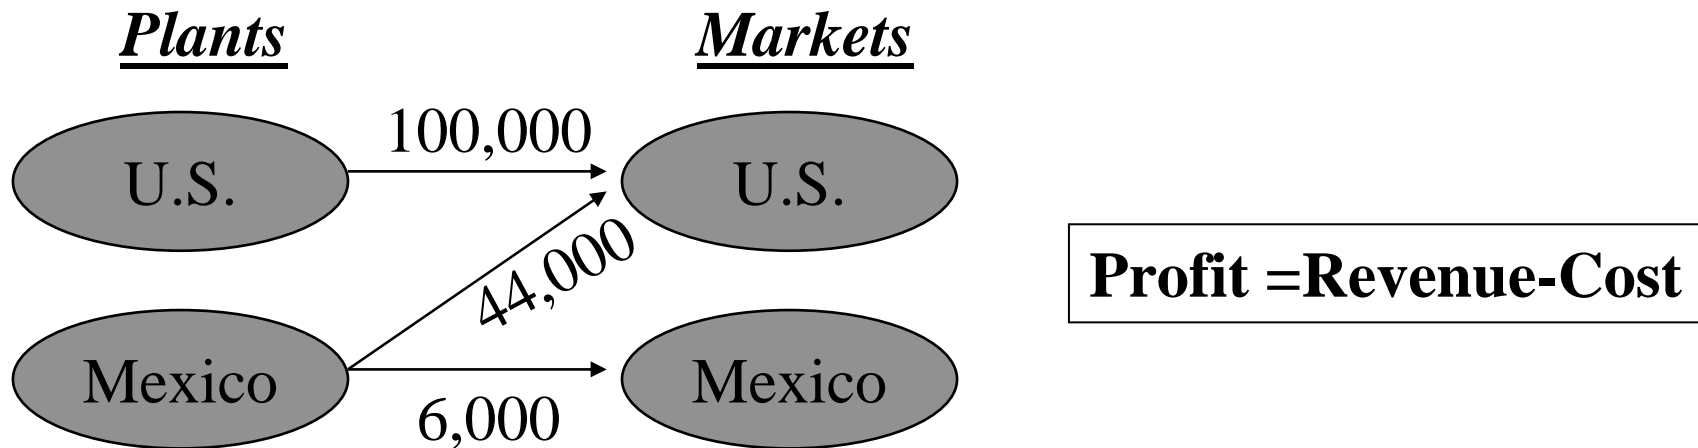 Plants
Markets
100,000
U.S.
U.S.
44,000
Profit =Revenue-Cost
Mexico
Mexico
6,000